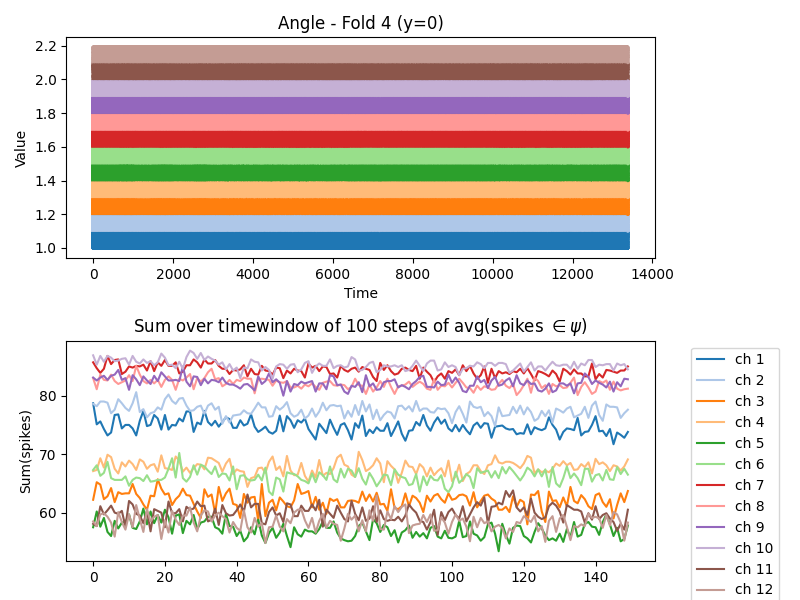 Angle - Fold 4 (y=0)
2.2
2.0
1.8
1.6
1.4
1.2
1.0
Value
0 2000 4000 6000 8000 10000 12000 14000
Time
Sum over timewindow of 100 steps of avg(spikes ∈ ψ)
80
70
60
Sum(spikes)
0 20 40 60 80 100 120 140
ch 1
ch 2
ch 3
ch 4
ch 5
ch 6
ch 7
ch 8
ch 9
ch 10
ch 11
ch 12